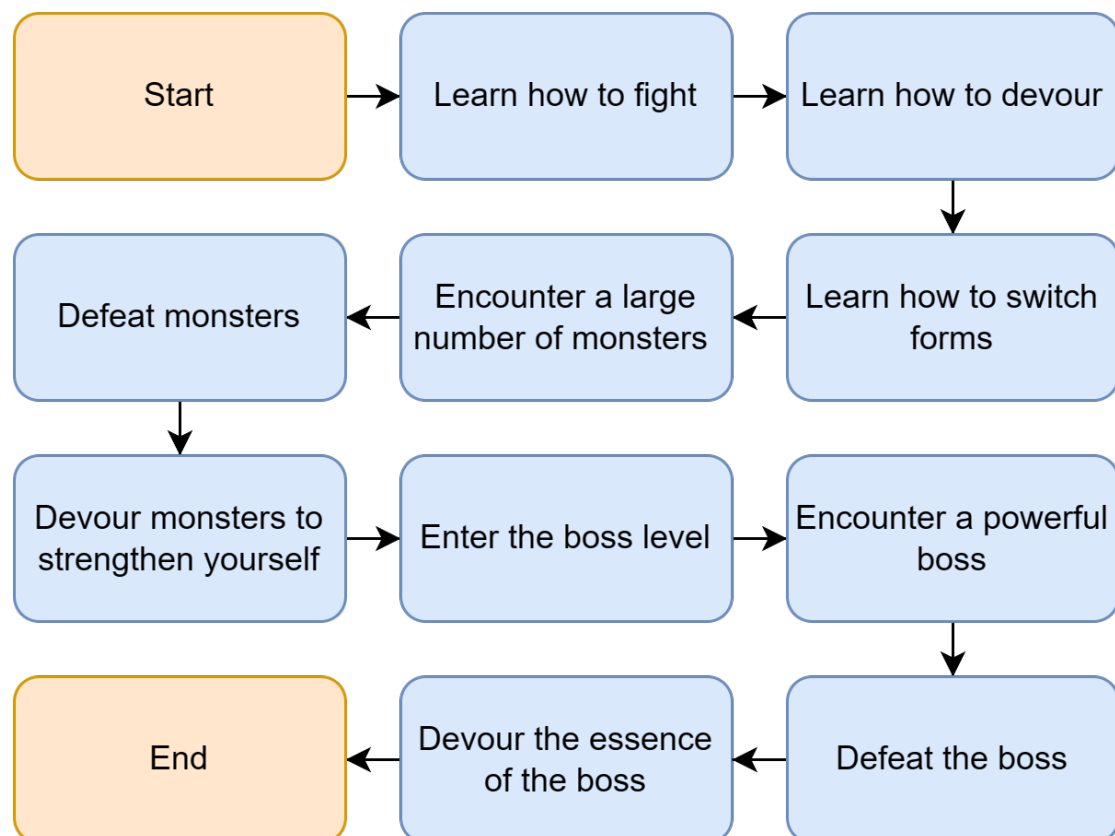 Start
Learn how to fight
Learn how to devour
Learn how to switch
forms
Encounter a large
number of monsters
Defeat monsters
Devour monsters to
strengthen yourself
Enter the boss level
Encounter a powerful
boss
Defeat the boss
Devour the essence
of the boss
End